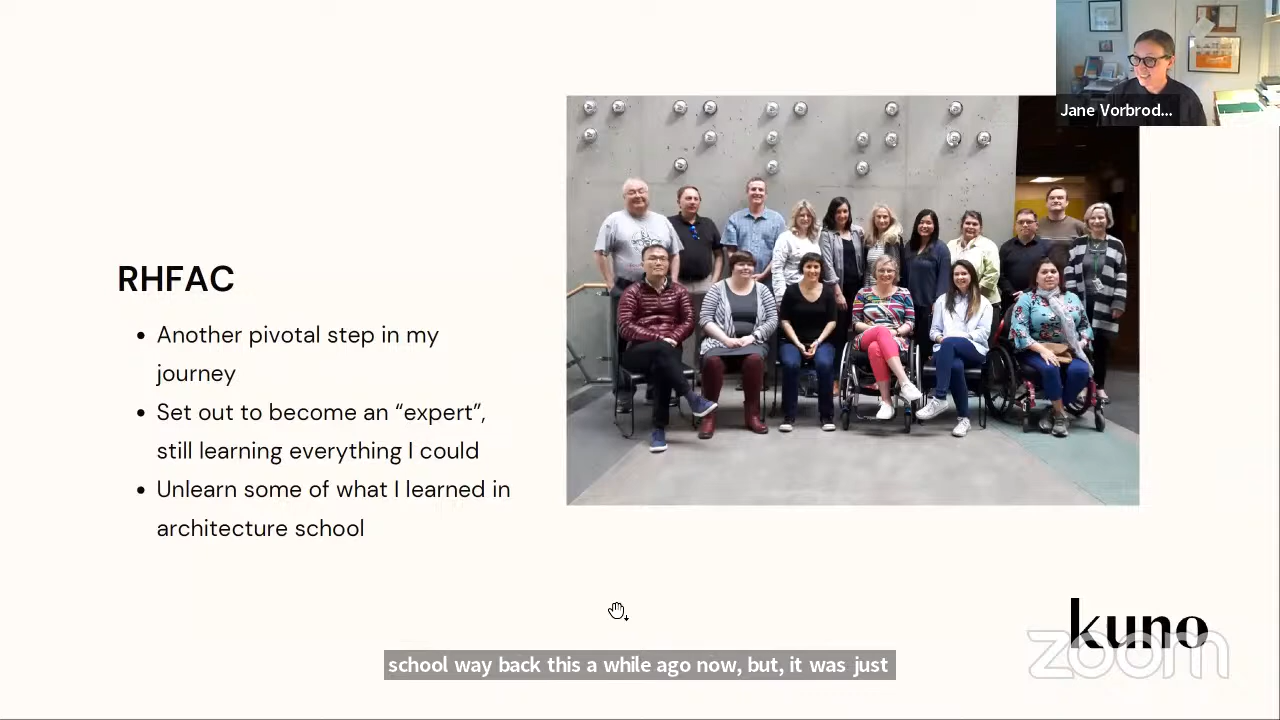 Jane Vorbrod...
RHFAC
• Another pivotal step in my
journey
• Set out to become an “expert”,
still learning everything I could
• Unlearn some of what I learned in
architecture school
kuno
zoom
school way back this a while ago now, but, it was just